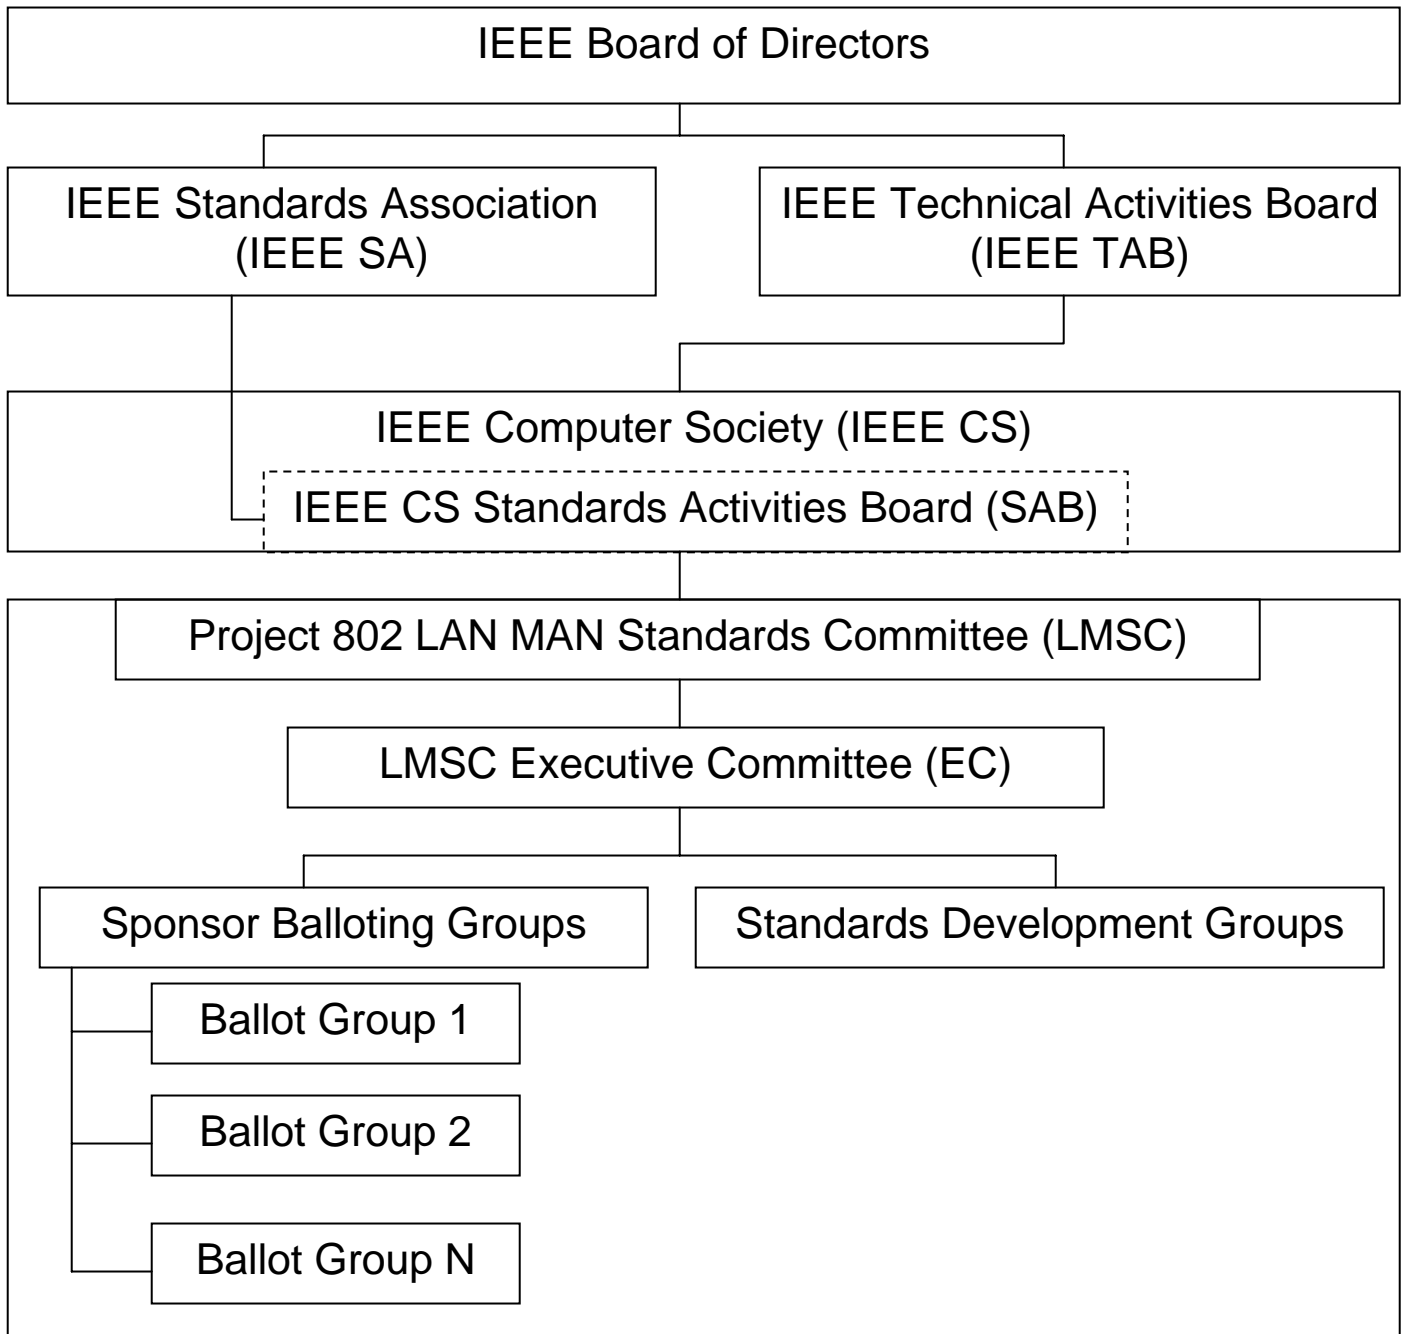 IEEE Board of Directors
IEEE Standards Association
(IEEE SA)
IEEE Technical Activities Board
(IEEE TAB)
IEEE Computer Society (IEEE CS)
IEEE CS Standards Activities Board (SAB)
Project 802 LAN MAN Standards Committee (LMSC)
LMSC Executive Committee (EC)
Sponsor Balloting Groups
Standards Development Groups
Ballot Group 1
Ballot Group 2
Ballot Group N